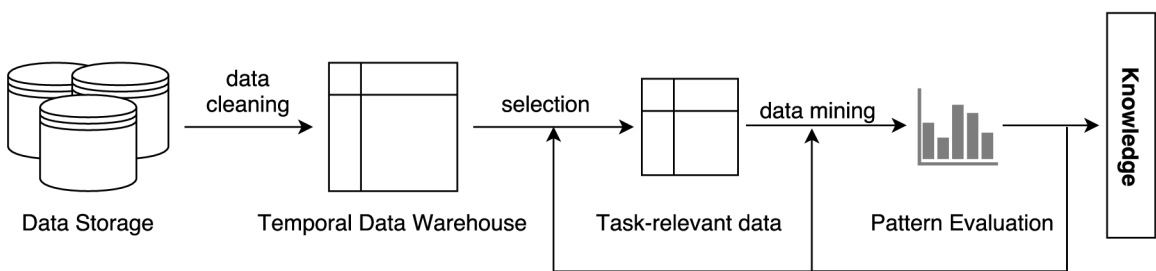 data
cleaning
selection
data mining
Knowledge
Data Storage
Temporal Data Warehouse
Task-relevant data
Pattern Evaluation